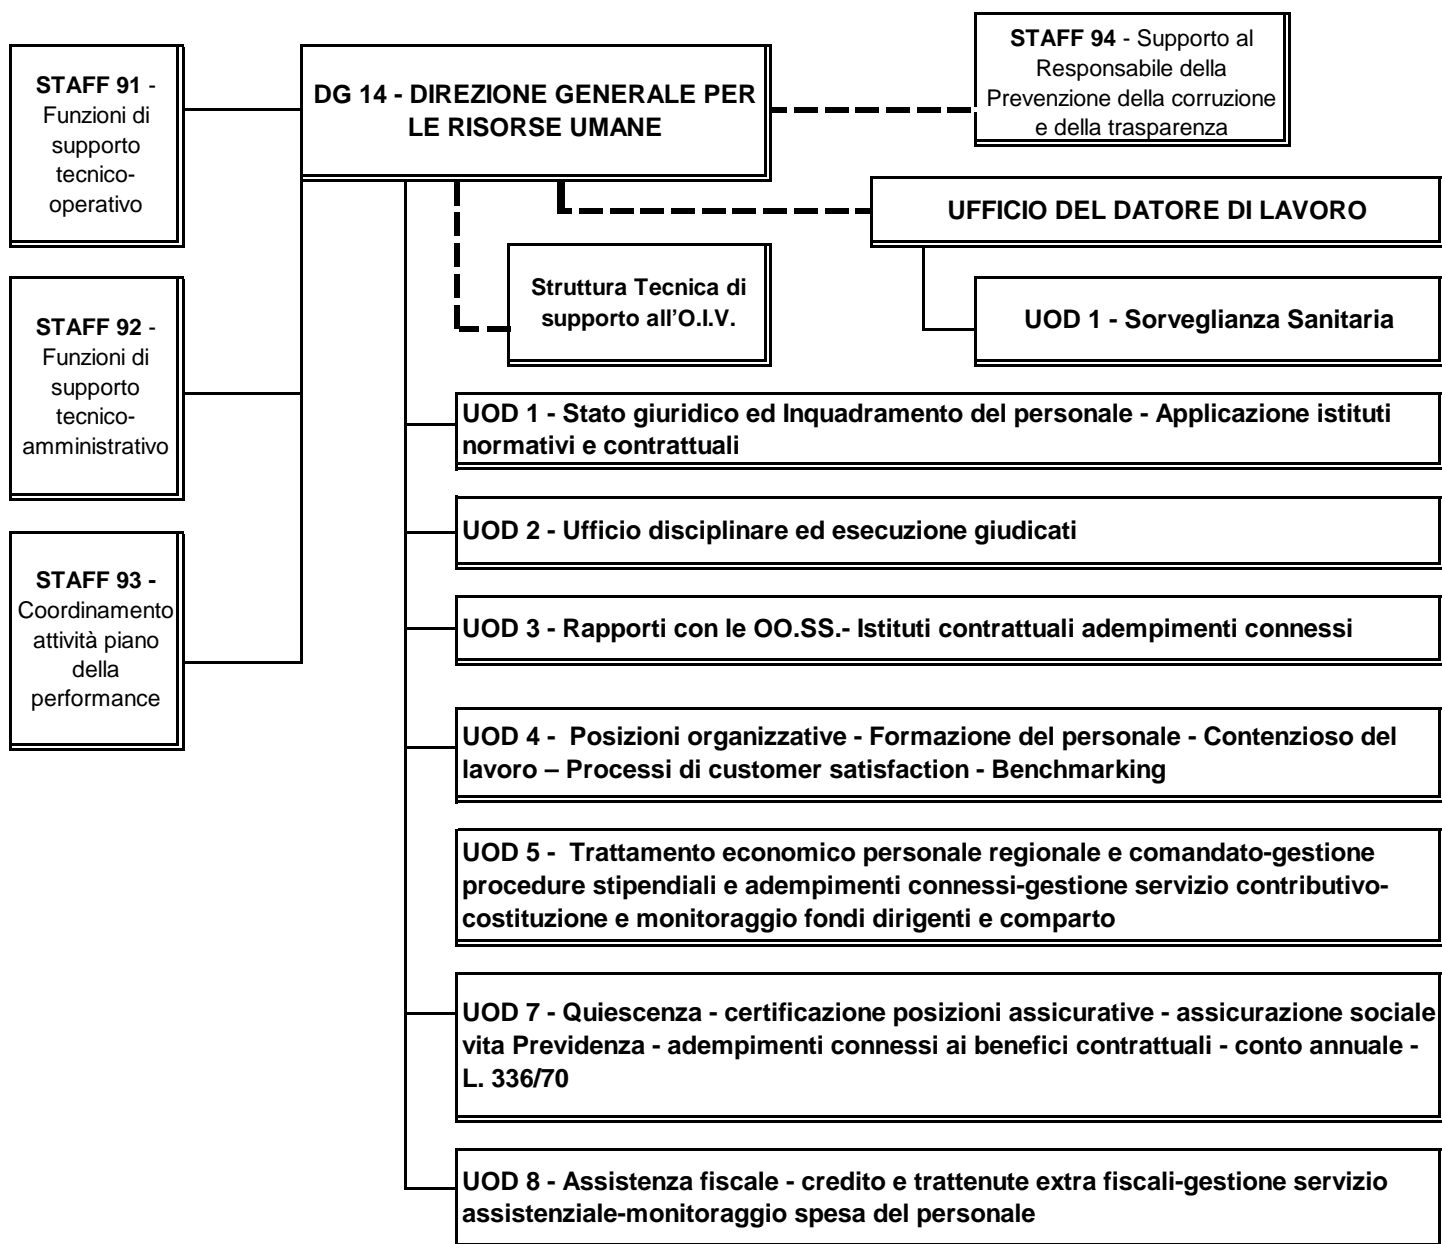 STAFF 91 -
Funzioni di
supporto
tecnico-
operativo
DG 14 - DIREZIONE GENERALE PER
LE RISORSE UMANE
STAFF 94 - Supporto al
Responsabile della
Prevenzione della corruzione
e della trasparenza
UFFICIO DEL DATORE DI LAVORO
Struttura Tecnica di
supporto all’O.I.V.
UOD 1 - Sorveglianza Sanitaria
STAFF 92 -
Funzioni di
supporto
tecnico-
amministrativo
STAFF 93 -
Coordinamento
attività piano
della
performance
UOD 1 - Stato giuridico ed Inquadramento del personale - Applicazione istituti
normativi e contrattuali
UOD 2 - Ufficio disciplinare ed esecuzione giudicati
UOD 3 - Rapporti con le OO.SS.- Istituti contrattuali adempimenti connessi
UOD 4 -  Posizioni organizzative - Formazione del personale - Contenzioso del
lavoro – Processi di customer satisfaction - Benchmarking
UOD 5 -  Trattamento economico personale regionale e comandato-gestione
procedure stipendiali e adempimenti connessi-gestione servizio contributivo-
costituzione e monitoraggio fondi dirigenti e comparto
UOD 7 - Quiescenza - certificazione posizioni assicurative - assicurazione sociale
vita Previdenza - adempimenti connessi ai benefici contrattuali - conto annuale -
L. 336/70
UOD 8 - Assistenza fiscale - credito e trattenute extra fiscali-gestione servizio
assistenziale-monitoraggio spesa del personale